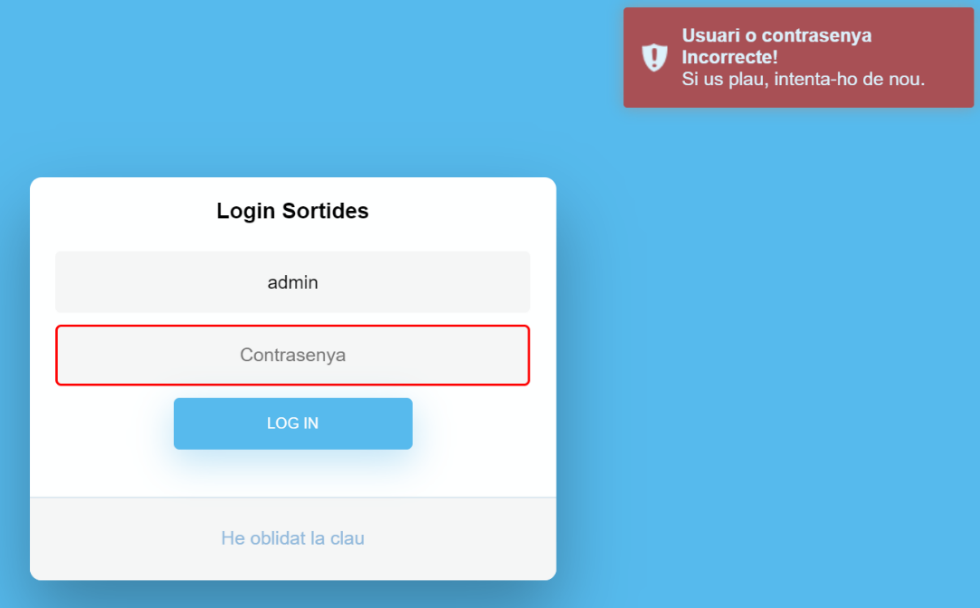 Usuari o contrasenya
Incorrecte!
Si us plau, intenta-ho de nou.
Login Sortides
admin
Contrasenya
LOG IN
He oblidat la clau